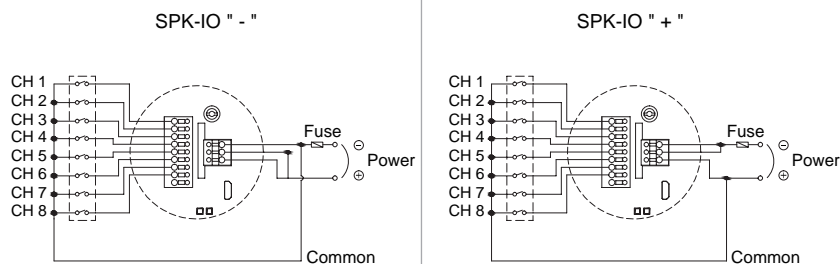 SPK-IO " - "
CH 1
CH 2
CH 3
CH 4
CH 5
CH 6
CH 7
CH 8
Fuse
Power
Common
SPK-IO " + "
CH 1
CH 2
CH 3
CH 4
CH 5
CH 6
CH 7
CH 8
Fuse
Power
Common